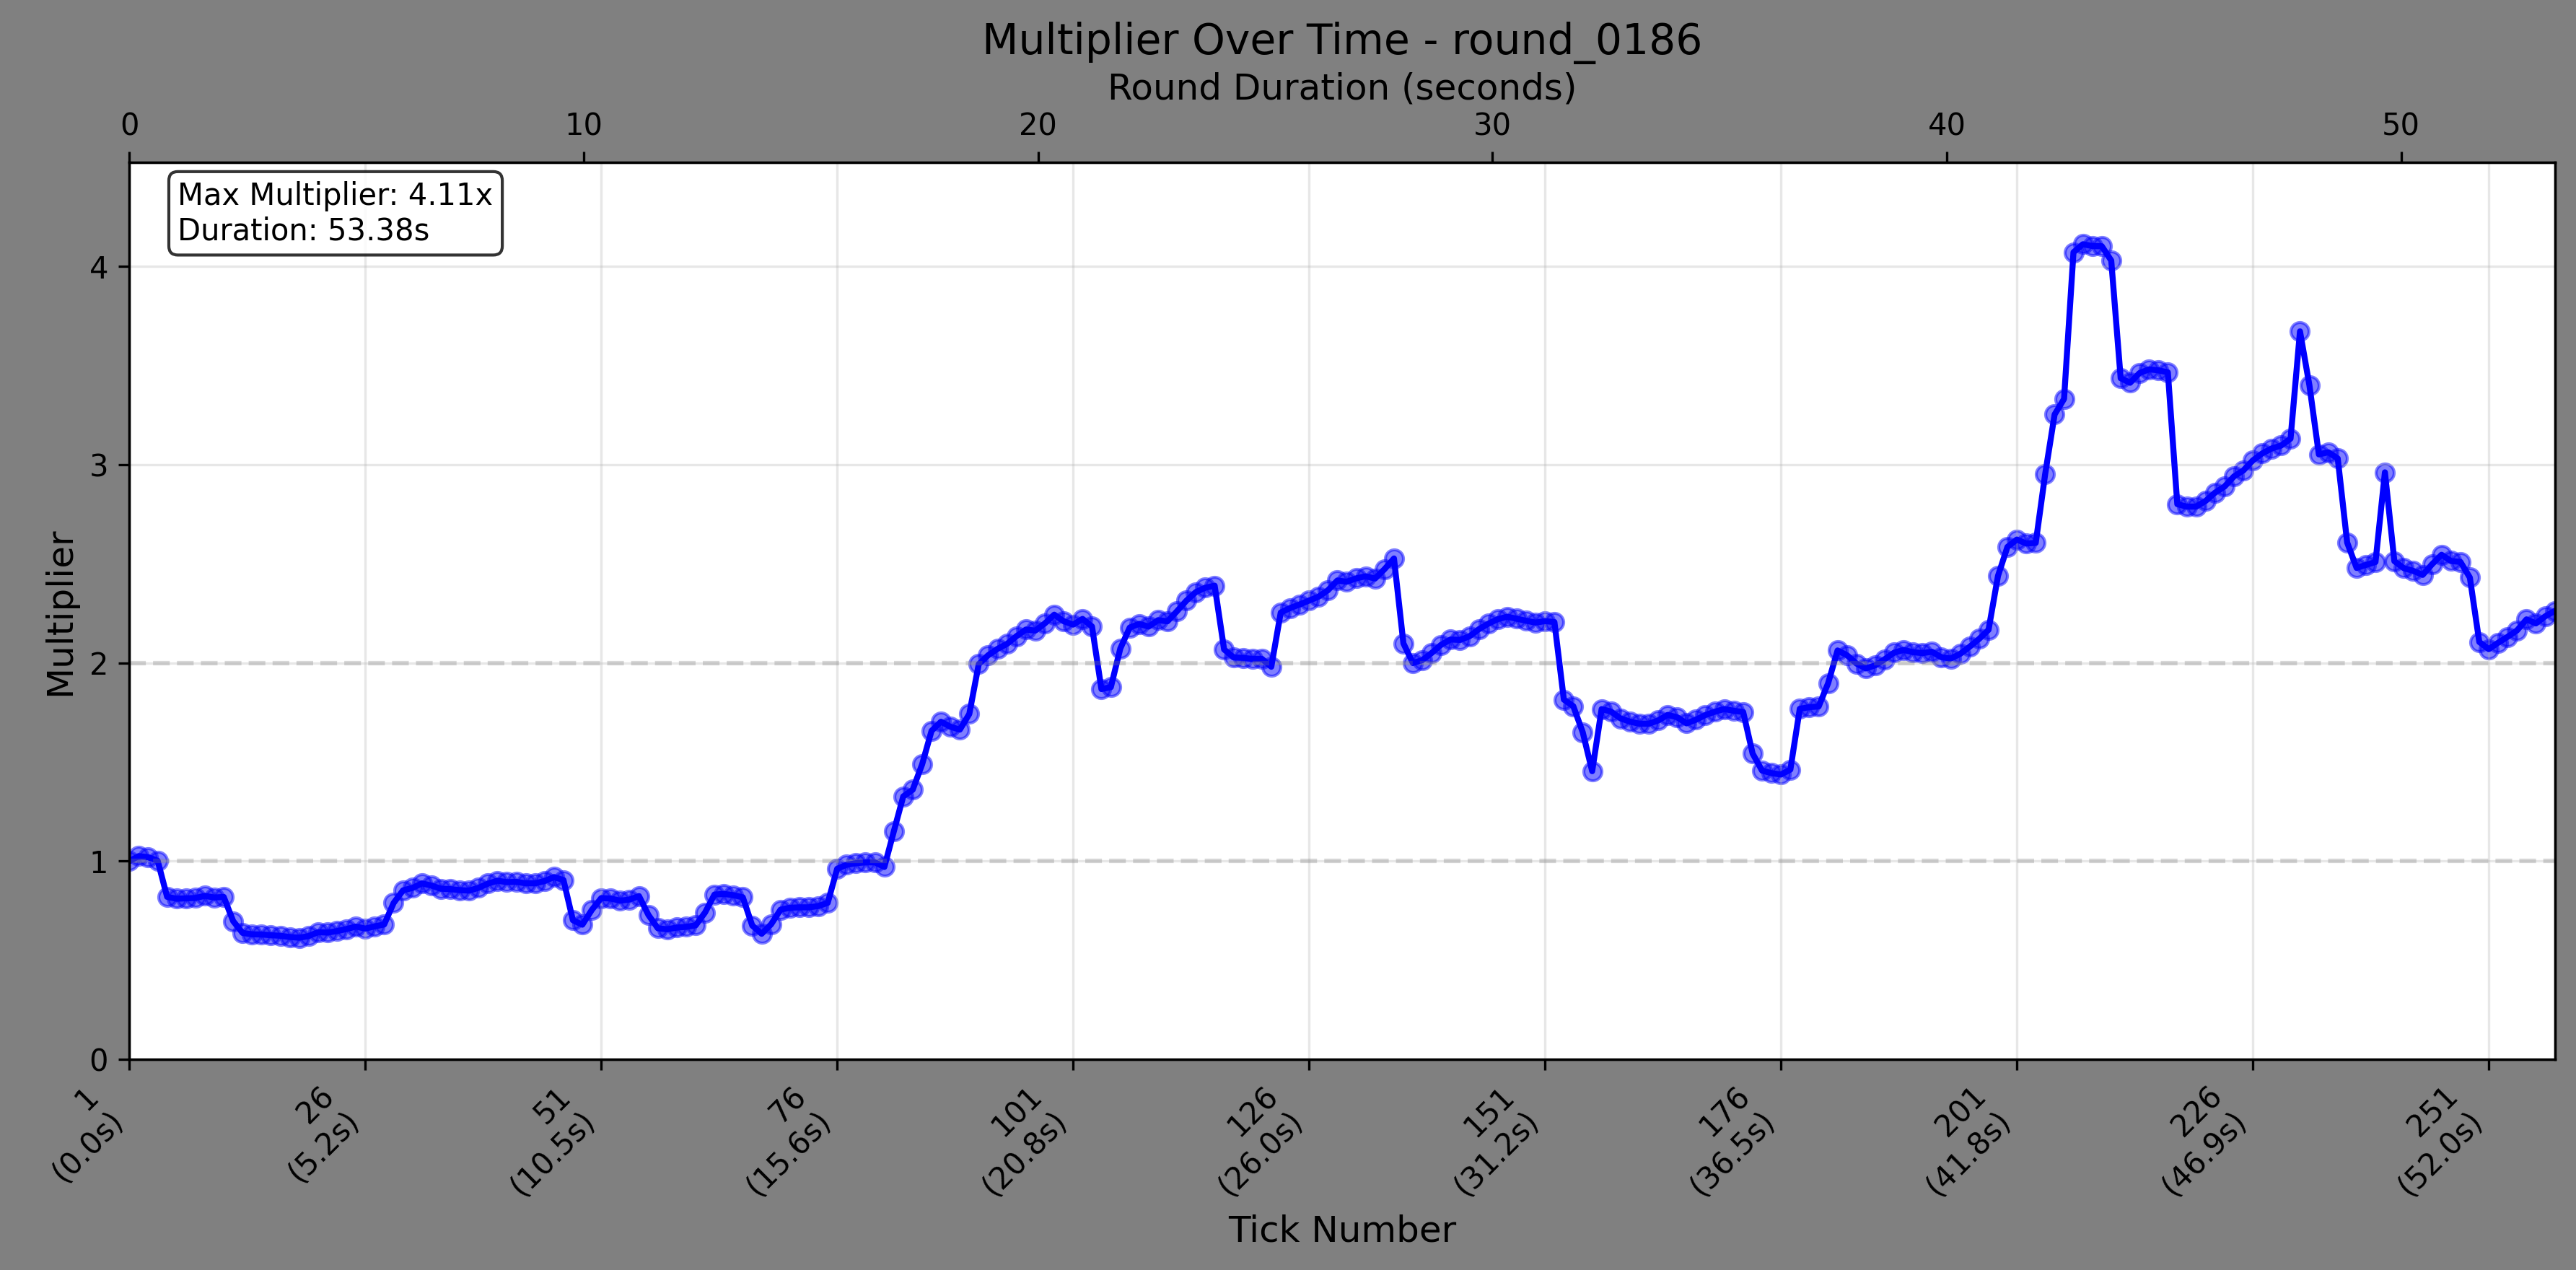 Multiplier Over Time - round_0186
Round Duration (seconds)
0 10 20 30 40 50
Max Multiplier: 4.11x
Duration: 53.38s
Multiplier
4
3
2
1
0
1
(0.0s)
26
(5.2s)
51
(10.5s)
76
(15.6s)
101
(20.8s)
126
(26.0s)
151
(31.2s)
176
(36.5s)
201
(41.8s)
226
(46.9s)
251
(52.0s)
Tick Number